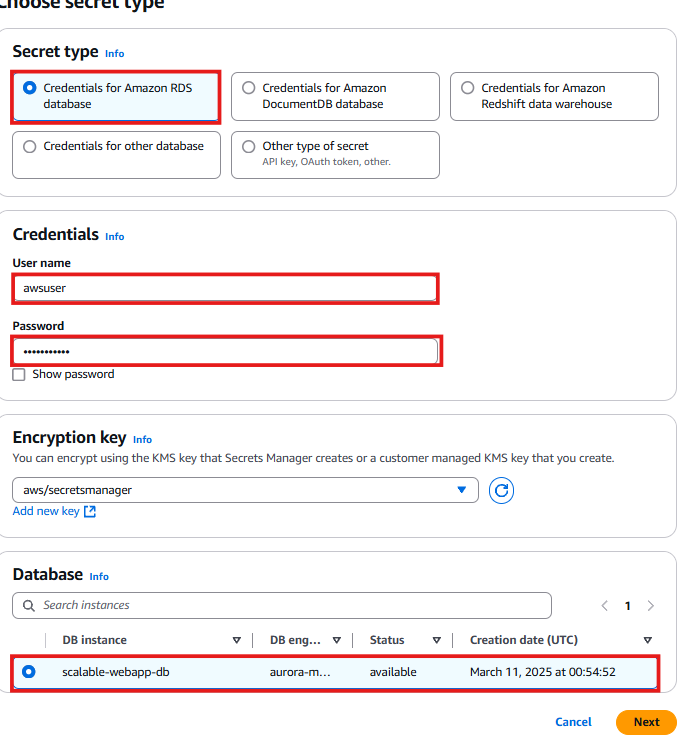 Choose secret type
Secret type Info
Credentials for Amazon RDS
database
Credentials for Amazon
DocumentDB database
Credentials for Amazon
Redshift data warehouse
Credentials for other database
Other type of secret
API key, OAuth token, other.
Credentials Info
User name
awsuser
Password
•••••••••••
Show password
Encryption key Info
You can encrypt using the KMS key that Secrets Manager creates or a customer managed KMS key that you create.
aws/secretsmanager
Add new key
Database Info
Search instances
1
DB instance DB eng... Status Creation date (UTC)
scalable-webapp-db aurora-m... available March 11, 2025 at 00:54:52
Cancel Next